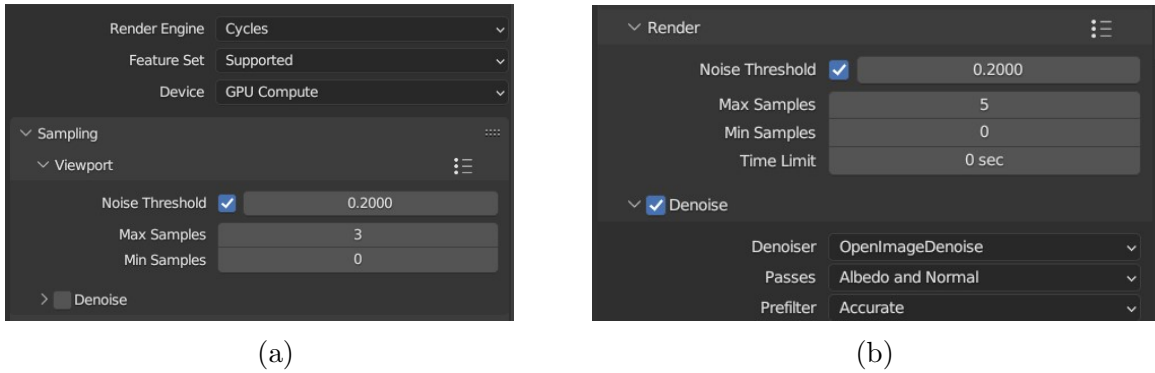 Render Engine Cycles
Feature Set Supported
Device GPU Compute
Sampling
Viewport
Noise Threshold 0.2000
Max Samples 3
Min Samples 0
Denoise
(a)
Render
Noise Threshold 0.2000
Max Samples 5
Min Samples 0
Time Limit 0 sec
Denoise
Denoiser OpenImageDenoise
Passes Albedo and Normal
Prefilter Accurate
(b)